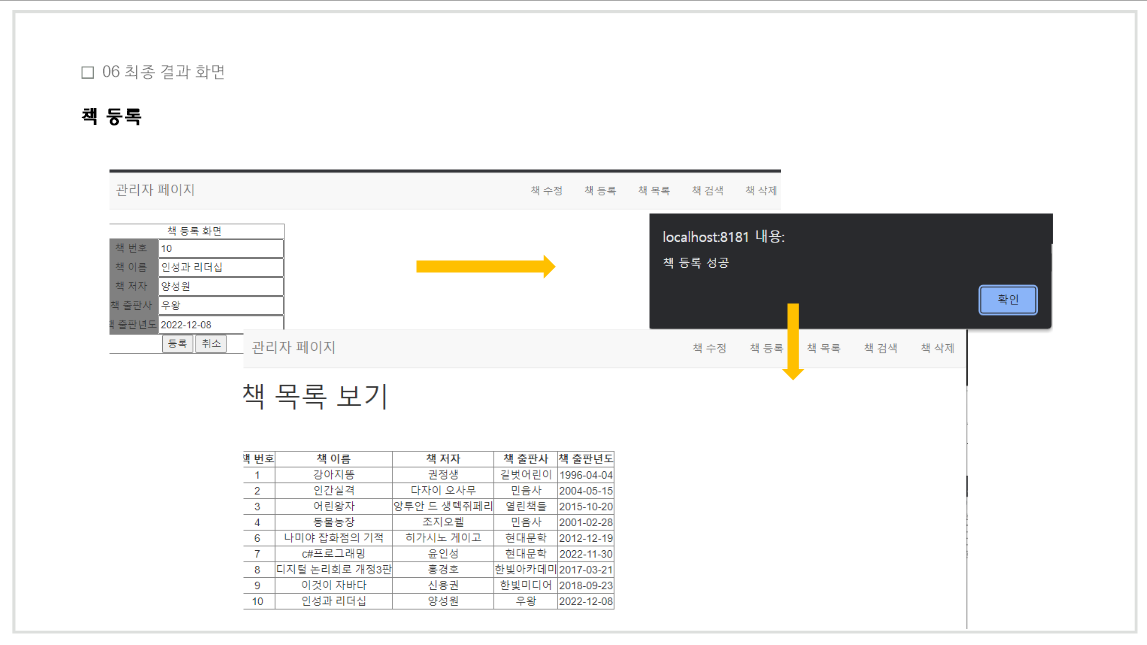 □ 06 최종 결과 화면
책 등록
관리자 페이지 책 수정 책 등록 책 목록 책 검색 책 삭제
책 등록 화면
책 번호 10
책 이름 인성과 리더십
책 저자 양성원
책 출판사 우왕
책 출판년도 2022-12-08
등록 취소
localhost:8181 내용:
책 등록 성공
확인
관리자 페이지 책 수정 책 등록 책 목록 책 검색 책 삭제
책 목록 보기
책 번호 책 이름 책 저자 책 출판사 책 출판년도
1 강아지똥 권정생 길벗어린이 1996-04-04
2 인간실격 다자이 오사무 민음사 2004-05-15
3 어린왕자 앙투안 드 생텍쥐페리 열린책들 2015-10-20
4 동물농장 조지오웰 민음사 2001-02-28
6 나미야 잡화점의 기적 히가시노 게이고 현대문학 2012-12-19
7 c#프로그래밍 윤인성 현대문학 2022-11-30
8 디지털 논리회로 개정3판 홍경호 한빛아카데미 2017-03-21
9 이것이 자바다 신용권 한빛미디어 2018-09-23
10 인성과 리더십 양성원 우왕 2022-12-08